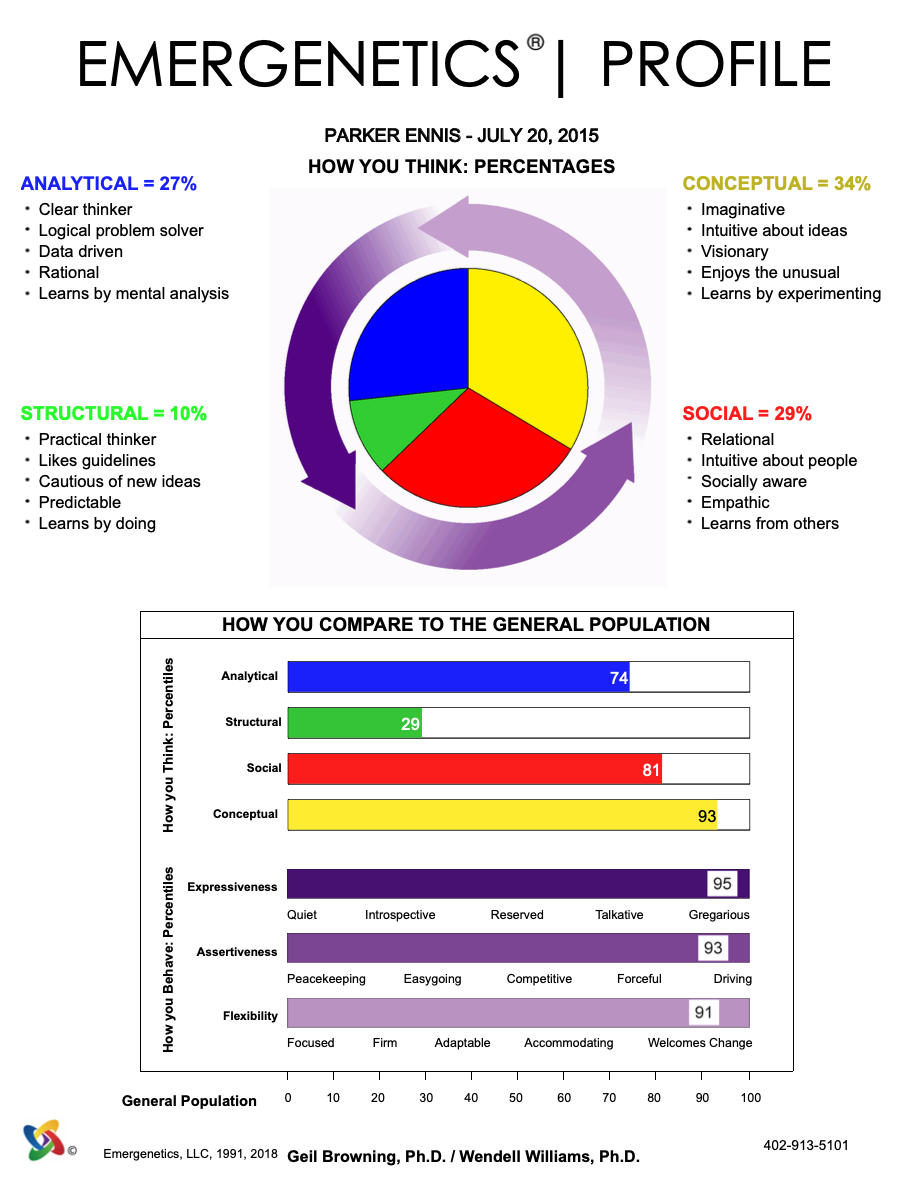 EMERGENETICS® | PROFILE
PARKER ENNIS - JULY 20, 2015
HOW YOU THINK: PERCENTAGES
ANALYTICAL = 27%
• Clear thinker
• Logical problem solver
• Data driven
• Rational
• Learns by mental analysis
CONCEPTUAL = 34%
• Imaginative
• Intuitive about ideas
• Visionary
• Enjoys the unusual
• Learns by experimenting
STRUCTURAL = 10%
• Practical thinker
• Likes guidelines
• Cautious of new ideas
• Predictable
• Learns by doing
SOCIAL = 29%
• Relational
• Intuitive about people
• Socially aware
• Empathic
• Learns from others
HOW YOU COMPARE TO THE GENERAL POPULATION
How you Think: Percentiles
Analytical 74
Structural 29
Social 81
Conceptual 93
How you Behave: Percentiles
Expressiveness 95
Quiet Introspective Reserved Talkative Gregarious
Assertiveness 93
Peacekeeping Easygoing Competitive Forceful Driving
Flexibility 91
Focused Firm Adaptable Accommodating Welcomes Change
General Population 0 10 20 30 40 50 60 70 80 90 100
© Emergenetics, LLC, 1991, 2018 Geil Browning, Ph.D. / Wendell Williams, Ph.D.
402-913-5101